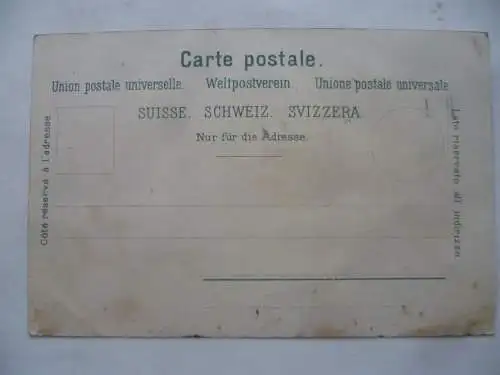 Carte postale.
Union postale universelle. Weltpostverein. Unione postale universale
SUISSE. SCHWEIZ. SVIZZERA
Nur für die Adresse.
Côté réservé à l'adresse
Lato riservato all'indirizzo.